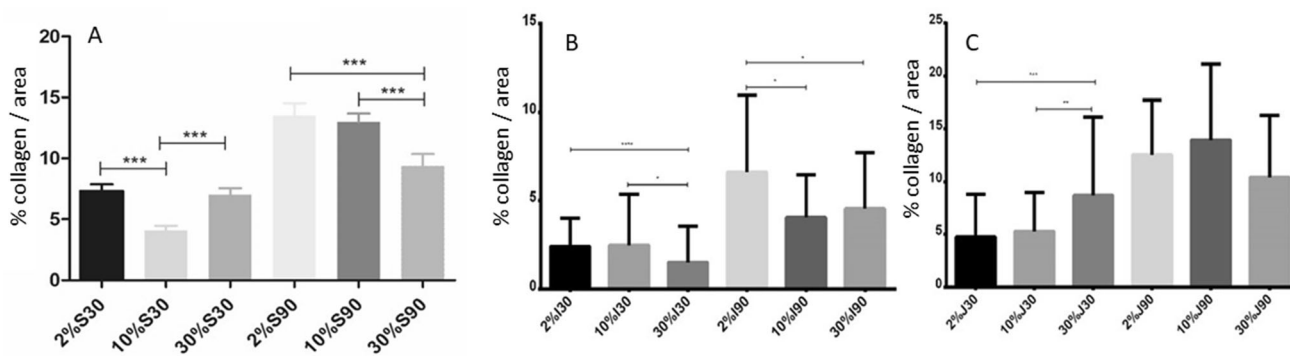 A
% collagen / area
20
15
10
5
0
***
***
***
***
2%S30
10%S30
30%S30
2%S90
10%S90
30%S90
B
% collagen / area
15
10
5
0
****
*
*
*
2%I30
10%I30
30%I30
2%I90
10%I90
30%I90
C
% collagen / area
25
20
15
10
5
0
***
**
2%J30
10%J30
30%J30
2%J90
10%J90
30%J90